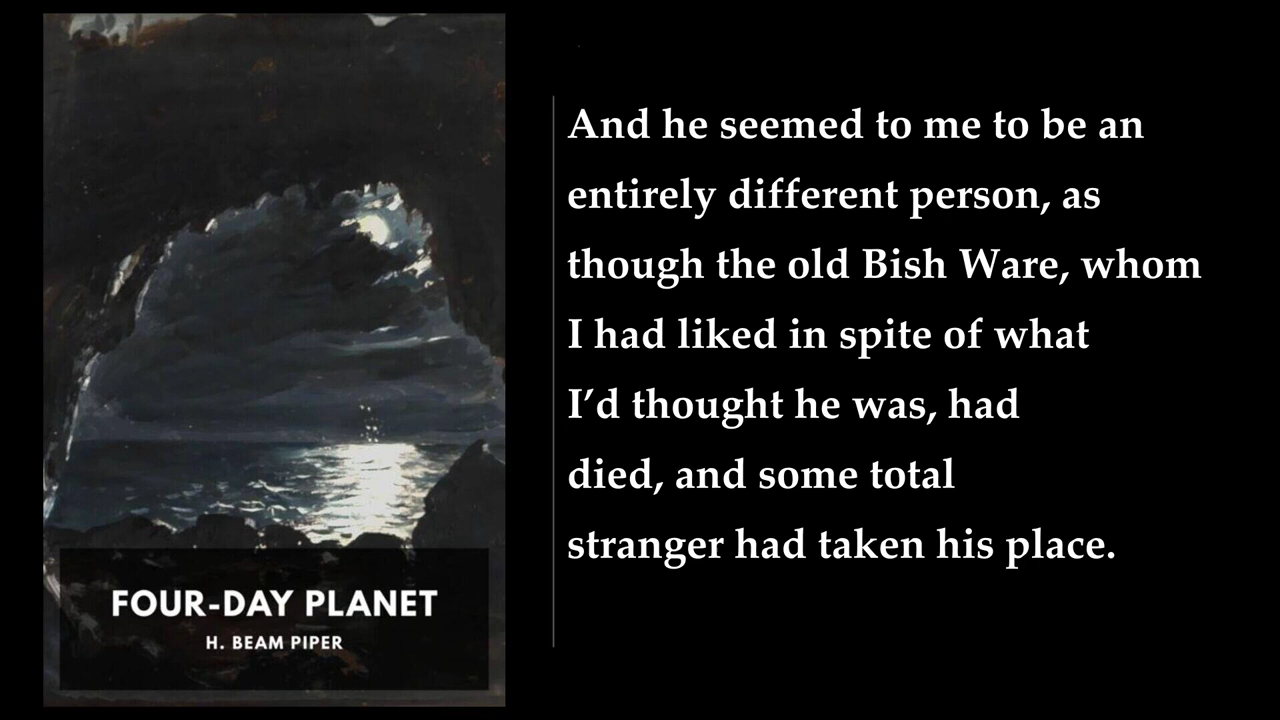 FOUR-DAY PLANET
H. BEAM PIPER
And he seemed to me to be an
entirely different person, as
though the old Bish Ware, whom
I had liked in spite of what
I’d thought he was, had
died, and some total
stranger had taken his place.